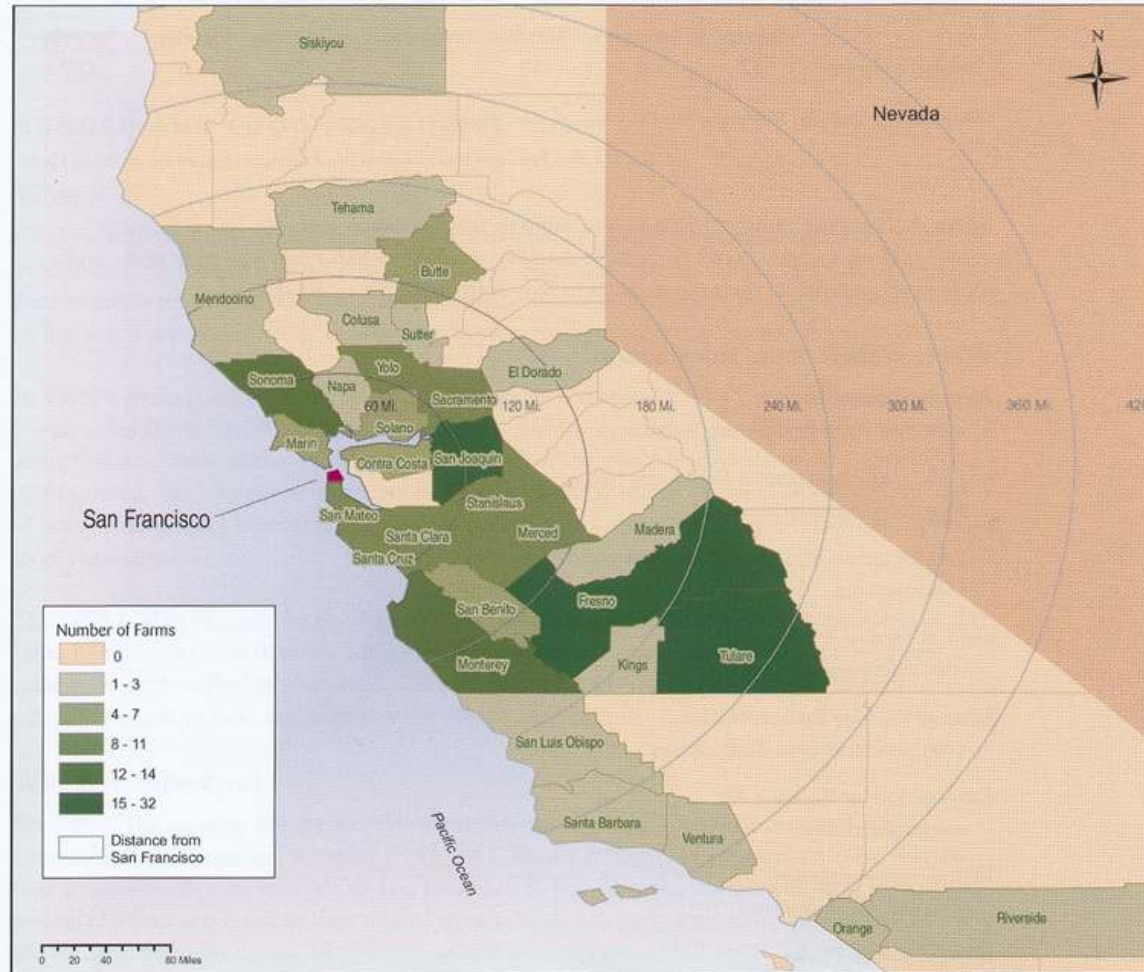 Siskiyou
N
Nevada
Tehama
Butte
Mendocino
Colusa
Sutter
El Dorado
Sonoma
Napa
Yolo
Sacramento
60 Mi.
120 Mi.
180 Mi.
240 Mi.
300 Mi.
360 Mi.
420
Solano
Marin
Contra Costa
San Joaquin
San Francisco
San Mateo
Stanislaus
Santa Clara
Merced
Madera
Santa Cruz
San Benito
Fresno
Monterey
Kings
Tulare
Number of Farms
0
1 - 3
4 - 7
8 - 11
12 - 14
15 - 32
Distance from
San Francisco
San Luis Obispo
Santa Barbara
Ventura
Pacific Ocean
Orange
Riverside
0 20 40 80 Miles